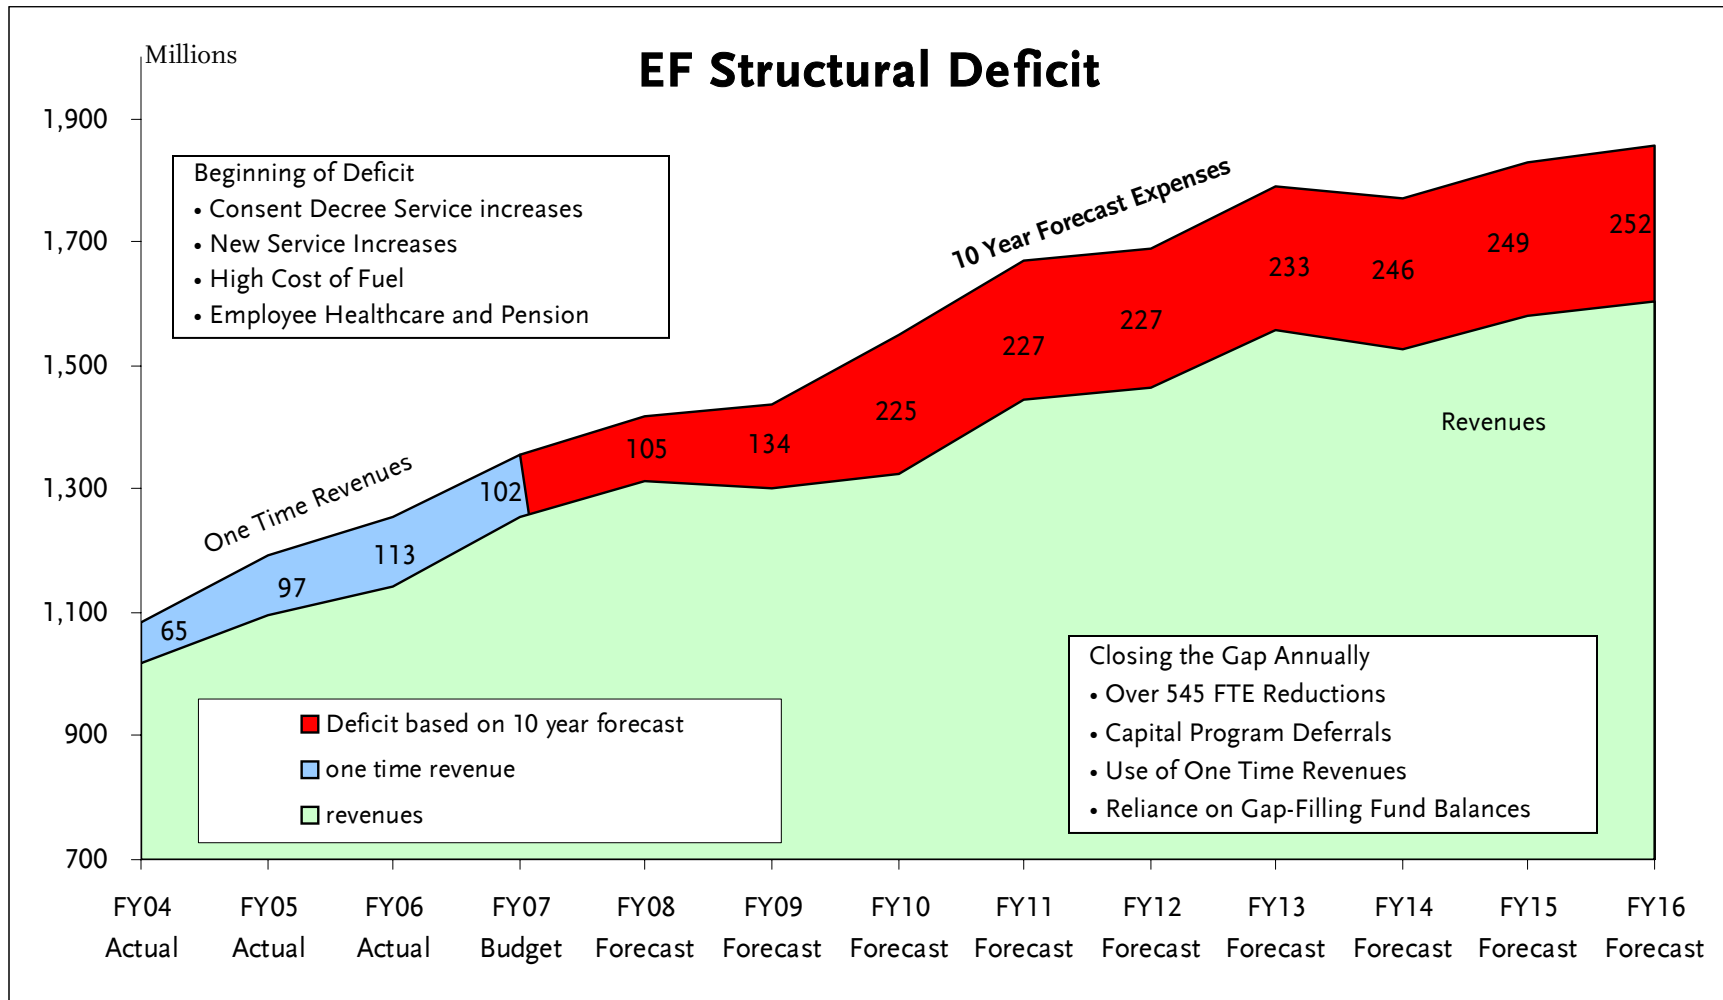 Millions
EF Structural Deficit
1,900
1,700
1,500
1,300
1,100
900
700
Beginning of Deficit
• Consent Decree Service increases
• New Service Increases
• High Cost of Fuel
• Employee Healthcare and Pension
10 Year Forecast Expenses
One Time Revenues
65
97
113
102
105
134
225
227
227
233
246
249
252
Revenues
Deficit based on 10 year forecast
one time revenue
revenues
Closing the Gap Annually
• Over 545 FTE Reductions
• Capital Program Deferrals
• Use of One Time Revenues
• Reliance on Gap-Filling Fund Balances
FY04 FY05 FY06 FY07 FY08 FY09 FY10 FY11 FY12 FY13 FY14 FY15 FY16
Actual Actual Actual Budget Forecast Forecast Forecast Forecast Forecast Forecast Forecast Forecast Forecast